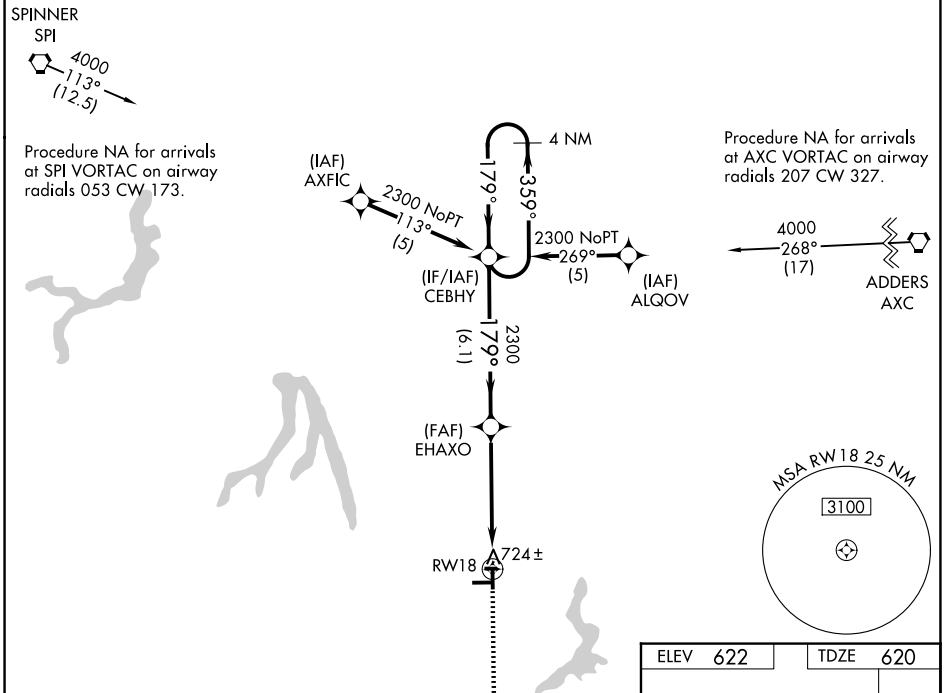 SPINNER
SPI
4000
113°
(12.5)
Procedure NA for arrivals
at SPI VORTAC on airway
radials 053 CW 173.
(IAF)
AXFIC
2300 NoPT
113°
(5)
4 NM
179°
359°
2300 NoPT
269°
(5)
(IAF)
ALQOV
(IF/IAF)
CEBHY
Procedure NA for arrivals
at AXC VORTAC on airway
radials 207 CW 327.
4000
268°
(17)
ADDERS
AXC
2300
179°
(6.1)
(FAF)
EHAXO
RW18
724±
MSA RW18 25 NM
3100
ELEV 622
TDZE 620